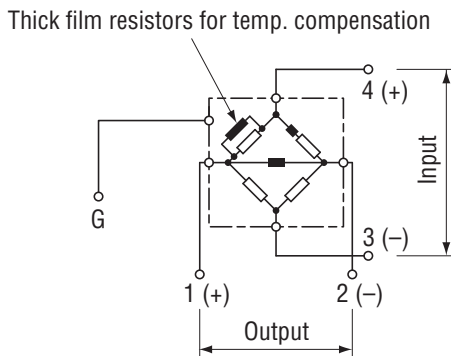 Thick film resistors for temp. compensation
4 (+)
Input
G
3 (–)
1 (+)
2 (–)
Output